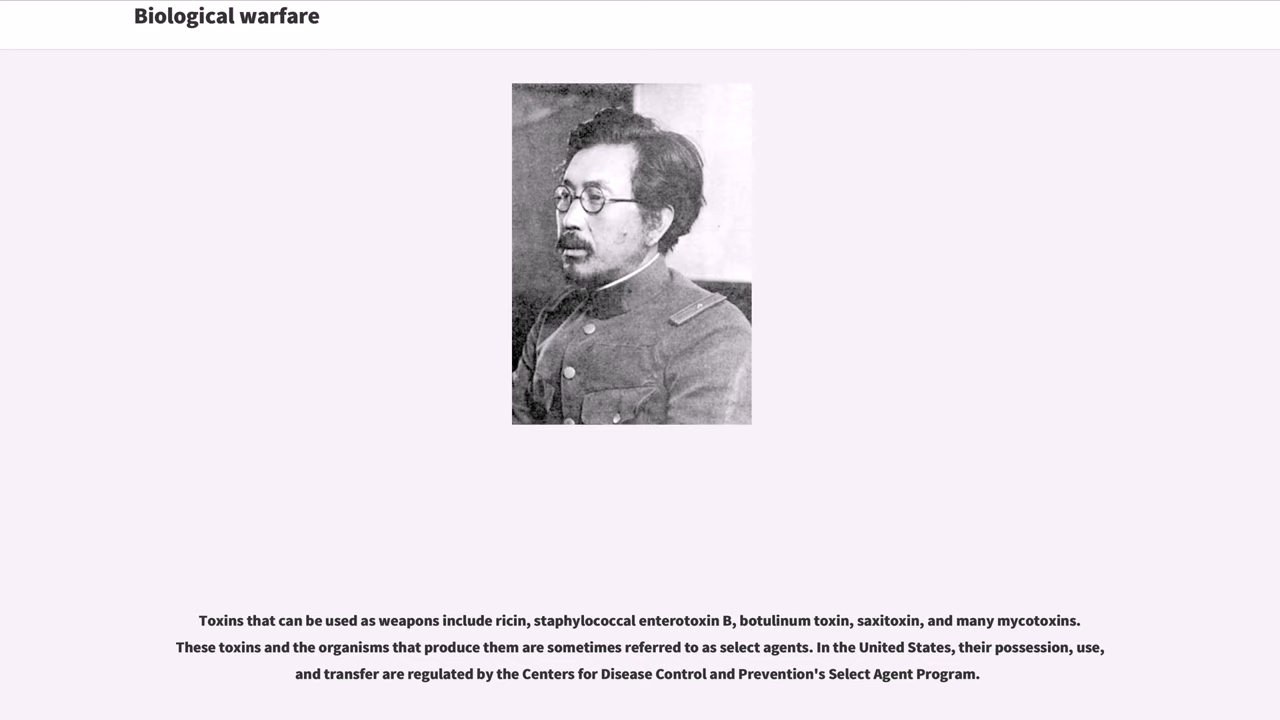 Biological warfare
Toxins that can be used as weapons include ricin, staphylococcal enterotoxin B, botulinum toxin, saxitoxin, and many mycotoxins.
These toxins and the organisms that produce them are sometimes referred to as select agents. In the United States, their possession, use,
and transfer are regulated by the Centers for Disease Control and Prevention's Select Agent Program.